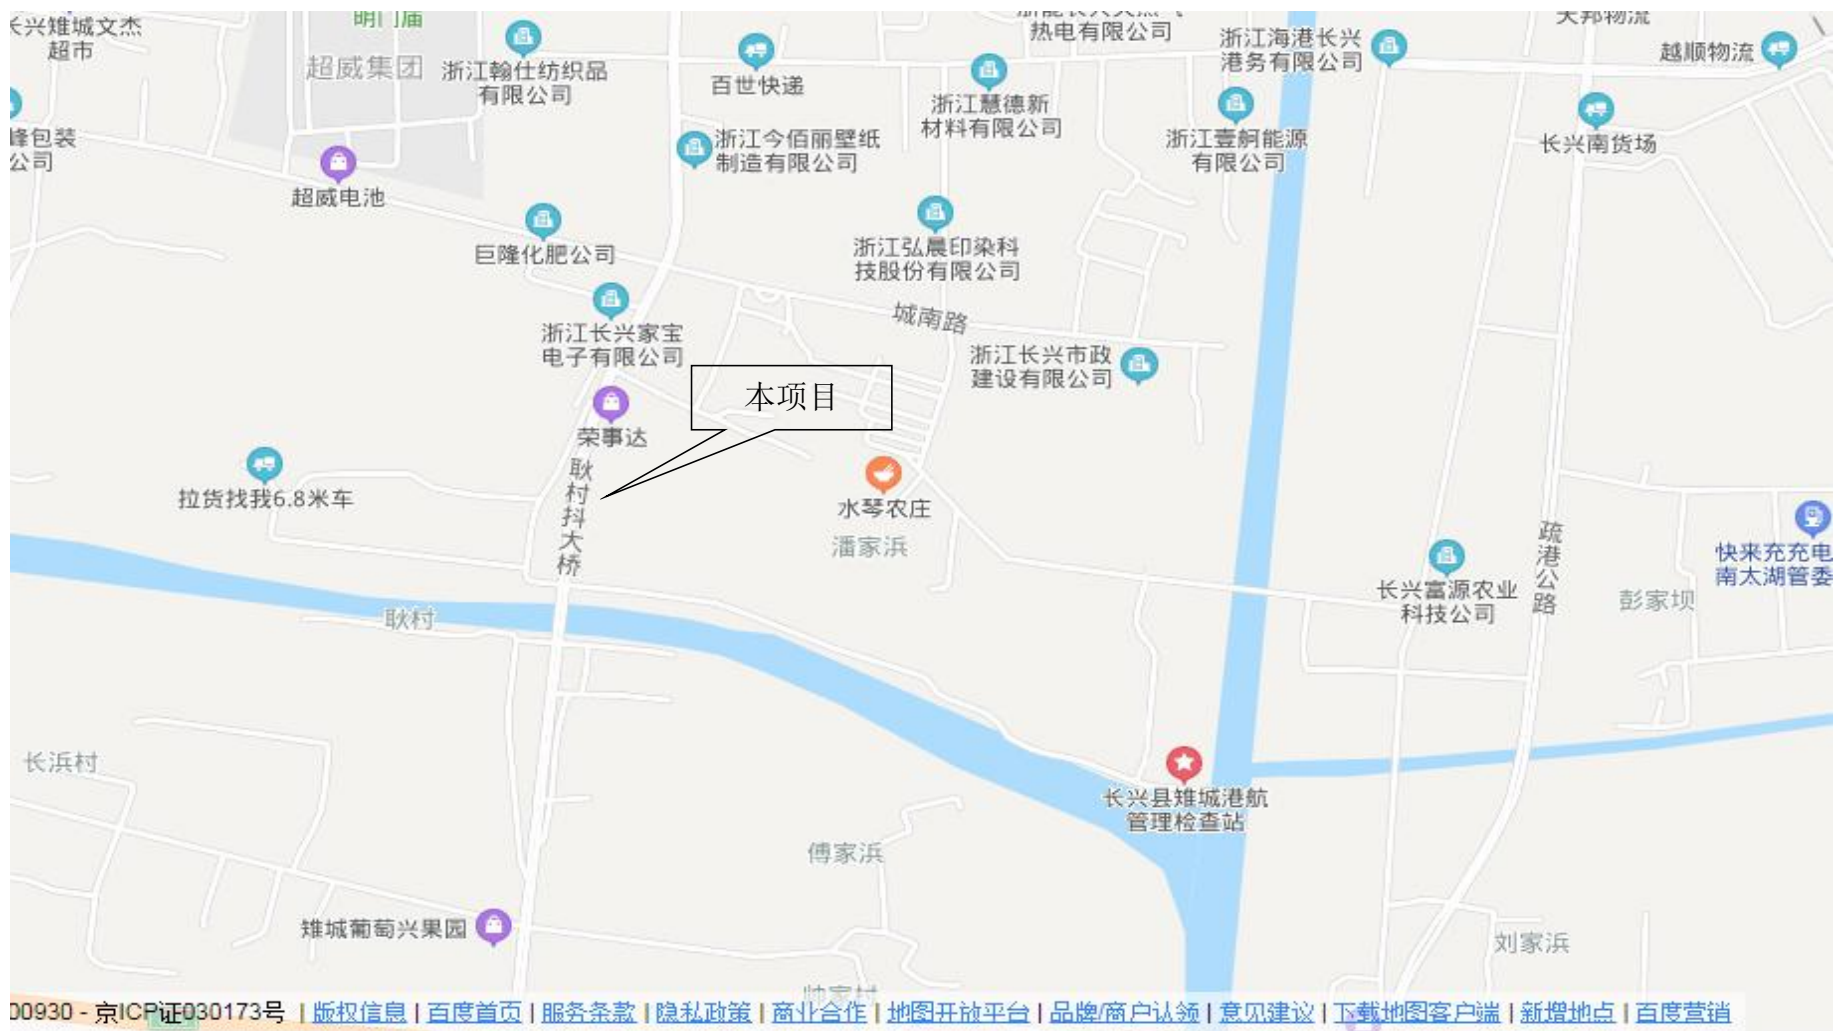 长兴雉城文杰
超市
明门庙
超威集团
浙江翰仕纺织品
有限公司
百世快递
热电有限公司
浙江慧德新
材料有限公司
浙江海港长兴
港务有限公司
天邦物流
越顺物流
峰包装
公司
浙江今佰丽壁纸
制造有限公司
浙江壹舸能源
有限公司
长兴南货场
超威电池
巨隆化肥公司
浙江弘晨印染科
技股份有限公司
城南路
浙江长兴家宝
电子有限公司
浙江长兴市政
建设有限公司
本项目
荣事达
耿村抖大桥
拉货找我6.8米车
水琴农庄
潘家浜
疏港公路
快来充充电
南太湖管委
长兴富源农业
科技公司
彭家坝
耿村
长浜村
长兴县雉城港航
管理检查站
傅家浜
雉城葡萄兴果园
刘家浜
00930 - 京ICP证030173号 | 版权信息 | 百度首页 | 服务条款 | 隐私政策 | 商业合作 | 地图开放平台 | 品牌/商户认领 | 意见建议 | 下载地图客户端 | 新增地点 | 百度营销